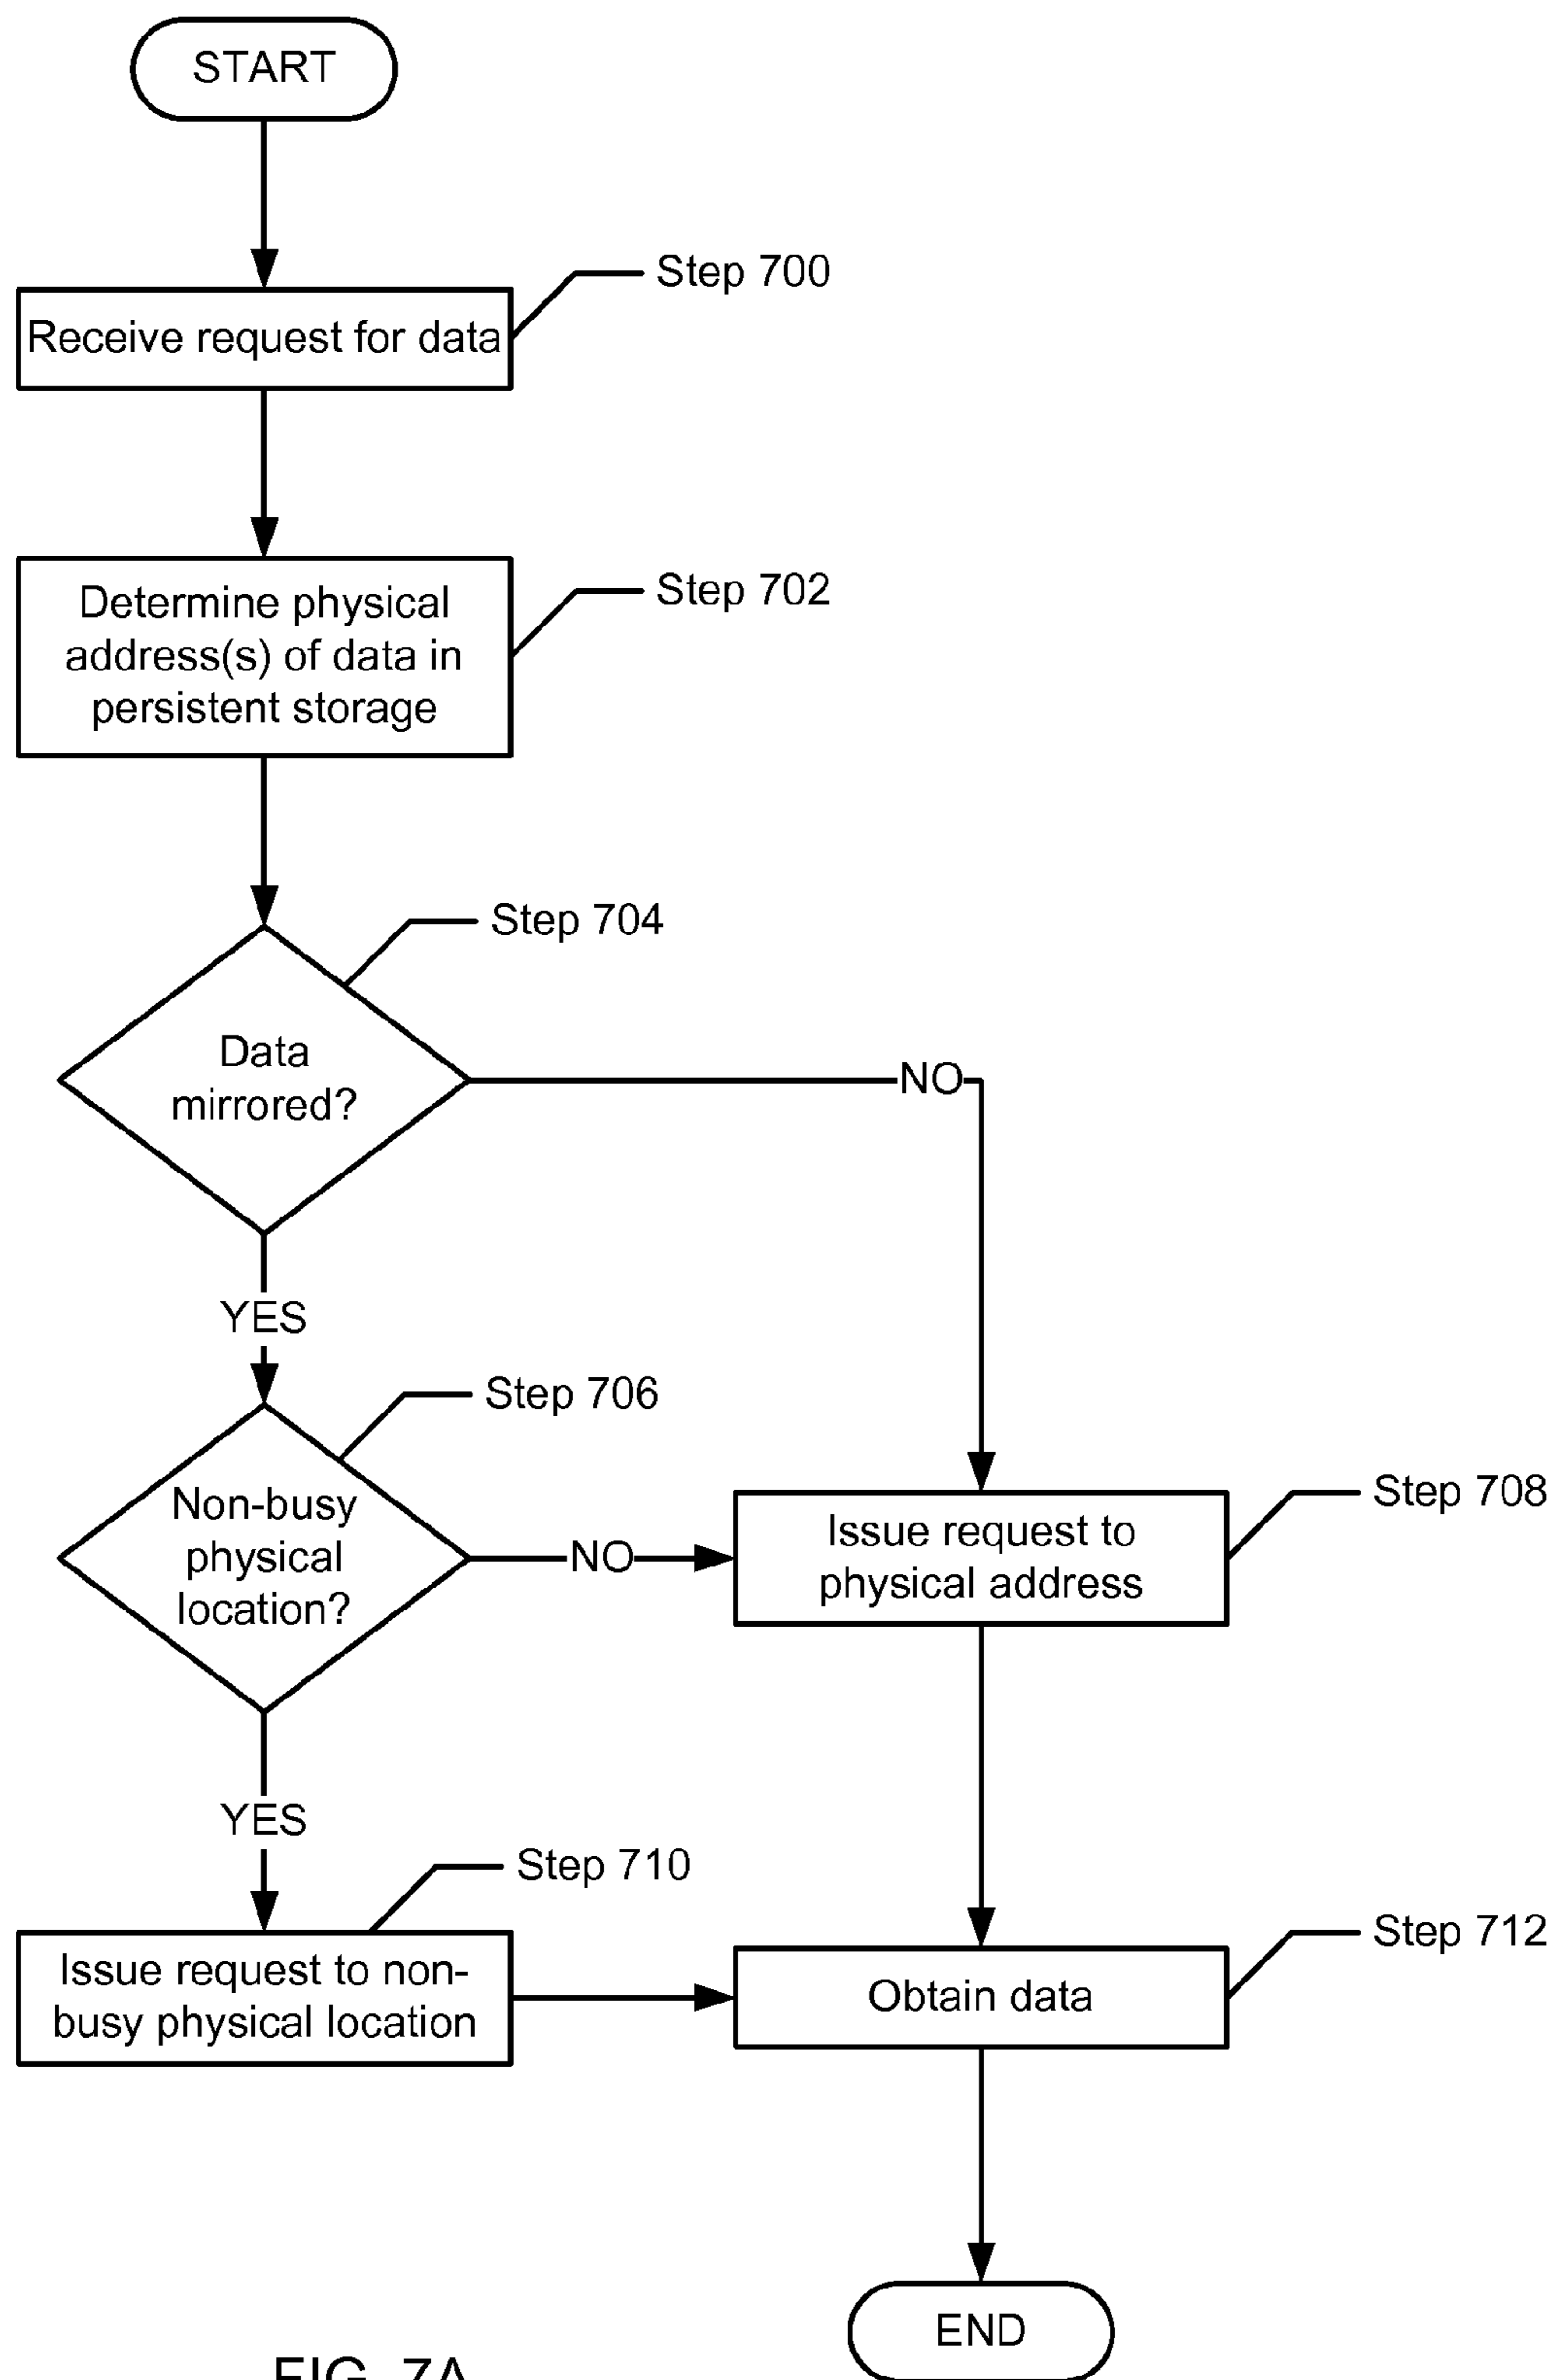 START
Step 700
Receive request for data
Step 702
Determine physical
address(s) of data in
persistent storage
Step 704
Data
mirrored?
NO
YES
Step 706
Non-busy
physical
location?
NO
Step 708
Issue request to
physical address
YES
Step 710
Issue request to non-
busy physical location
Step 712
Obtain data
END
FIG. 7A